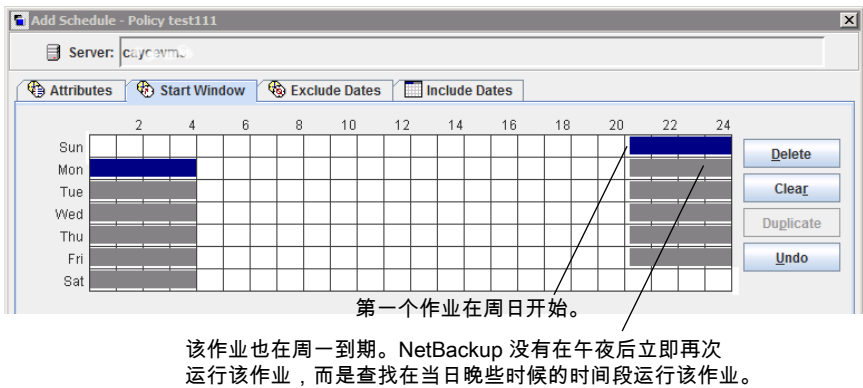 Add Schedule - Policy test111
Server:
Attributes
Start Window
Exclude Dates
Include Dates
2 4 6 8 10 12 14 16 18 20 22 24
Sun
Mon
Tue
Wed
Thu
Fri
Sat
Delete
Clear
Duplicate
Undo
第一个作业在周日开始。
该作业也在周一到期。NetBackup 没有在午夜后立即再次
运行该作业，而是查找在当日晚些时候的时间段运行该作业。